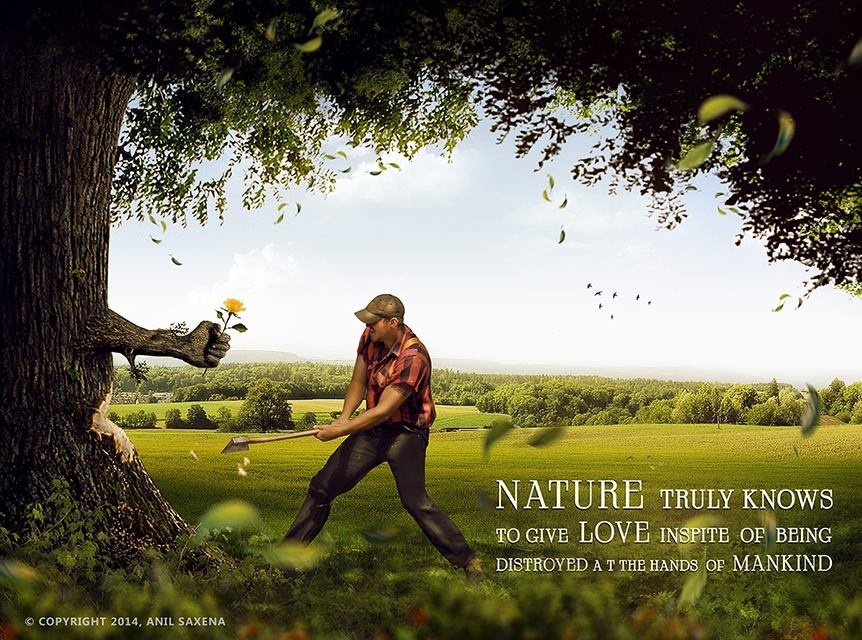 NATURE TRULY KNOWS
TO GIVE LOVE INSPITE OF BEING
DISTROYED A T THE HANDS OF MANKIND
© COPYRIGHT 2014, ANIL SAXENA